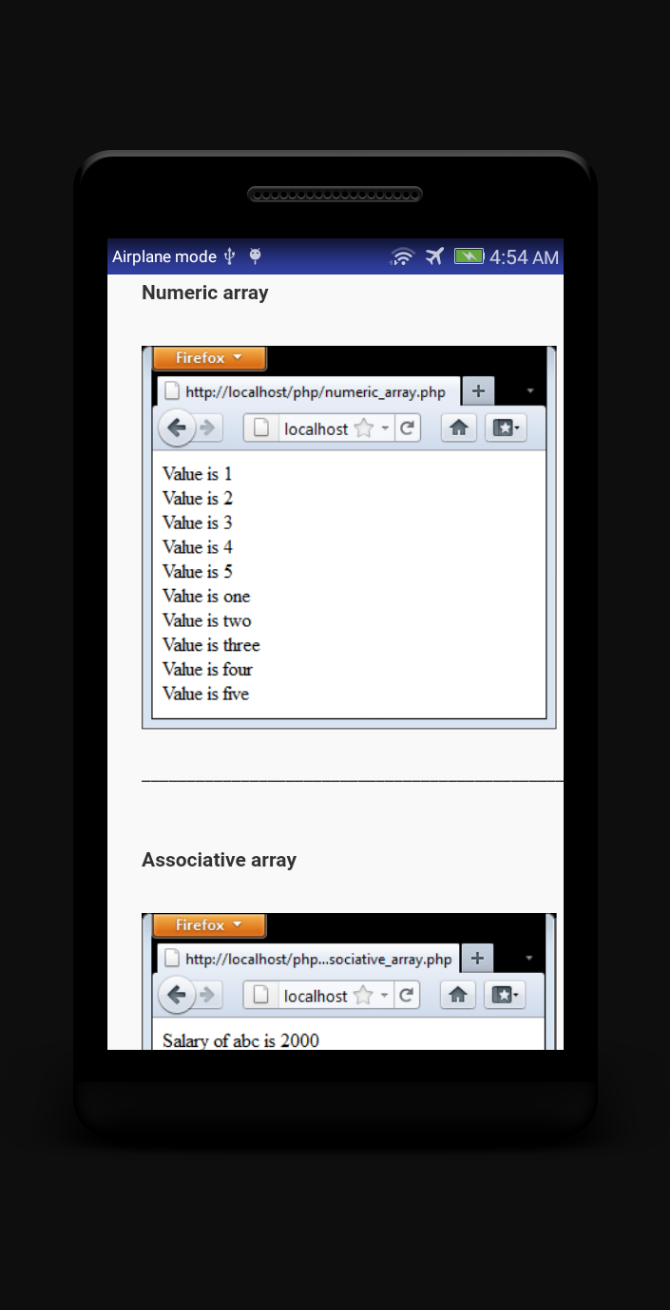 Airplane mode 4:54 AM
Numeric array
Firefox
http://localhost/php/numeric_array.php
localhost
Value is 1
Value is 2
Value is 3
Value is 4
Value is 5
Value is one
Value is two
Value is three
Value is four
Value is five
Associative array
Firefox
http://localhost/php...sociative_array.php
localhost
Salary of abc is 2000